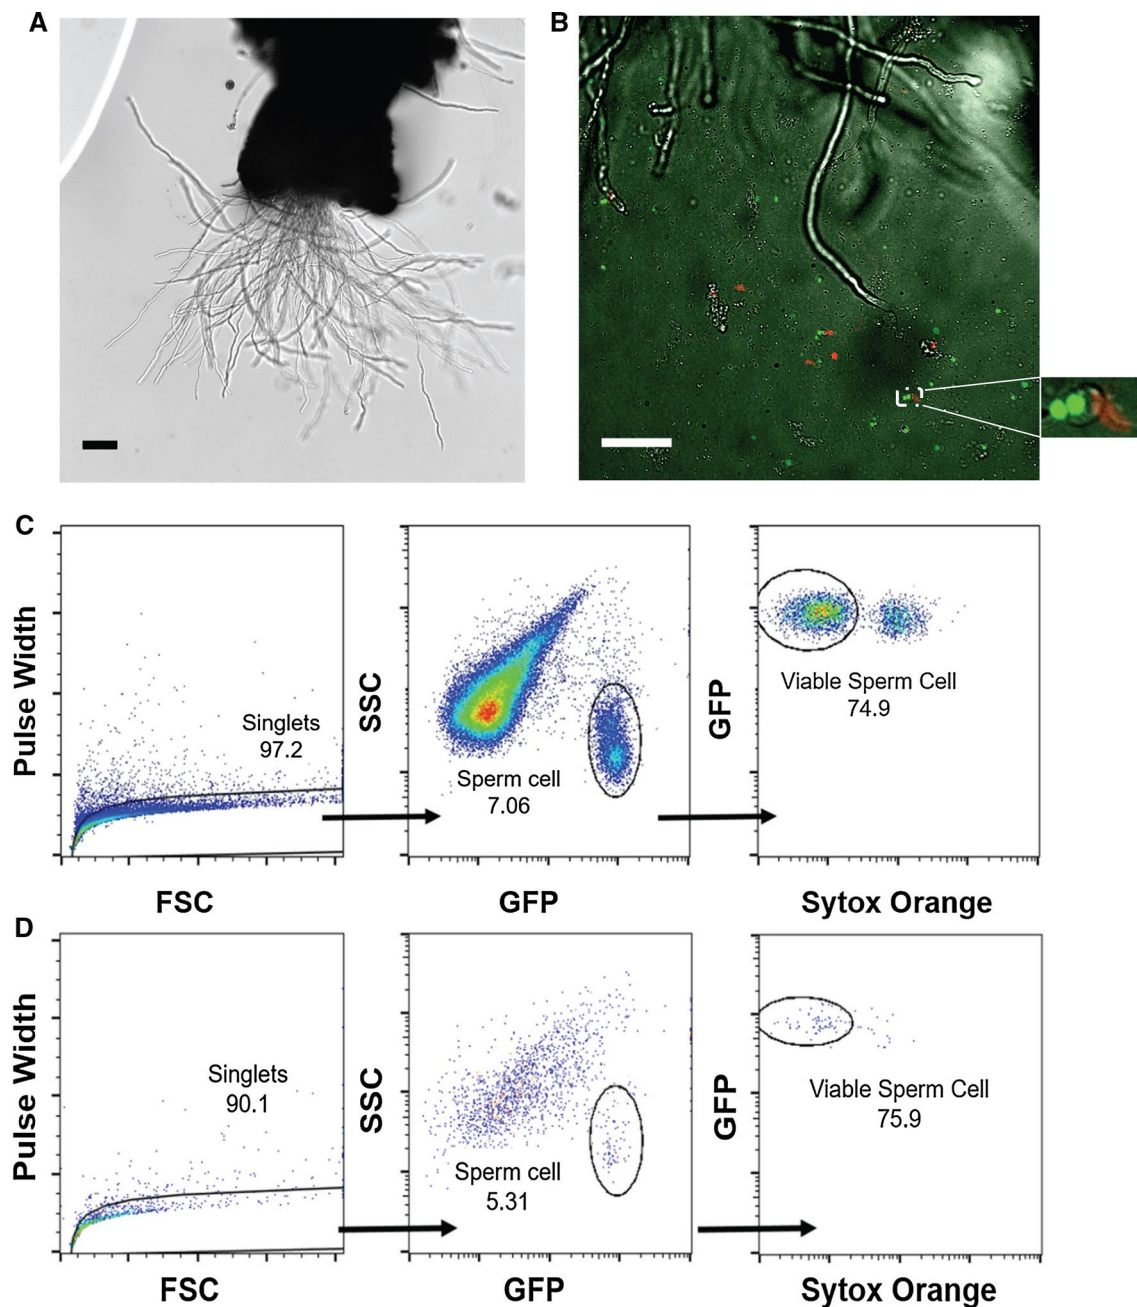 A
B
C
Pulse Width
Singlets
97.2
FSC
SSC
Sperm cell
7.06
GFP
GFP
Viable Sperm Cell
74.9
Sytox Orange
D
Pulse Width
Singlets
90.1
FSC
SSC
Sperm cell
5.31
GFP
GFP
Viable Sperm Cell
75.9
Sytox Orange